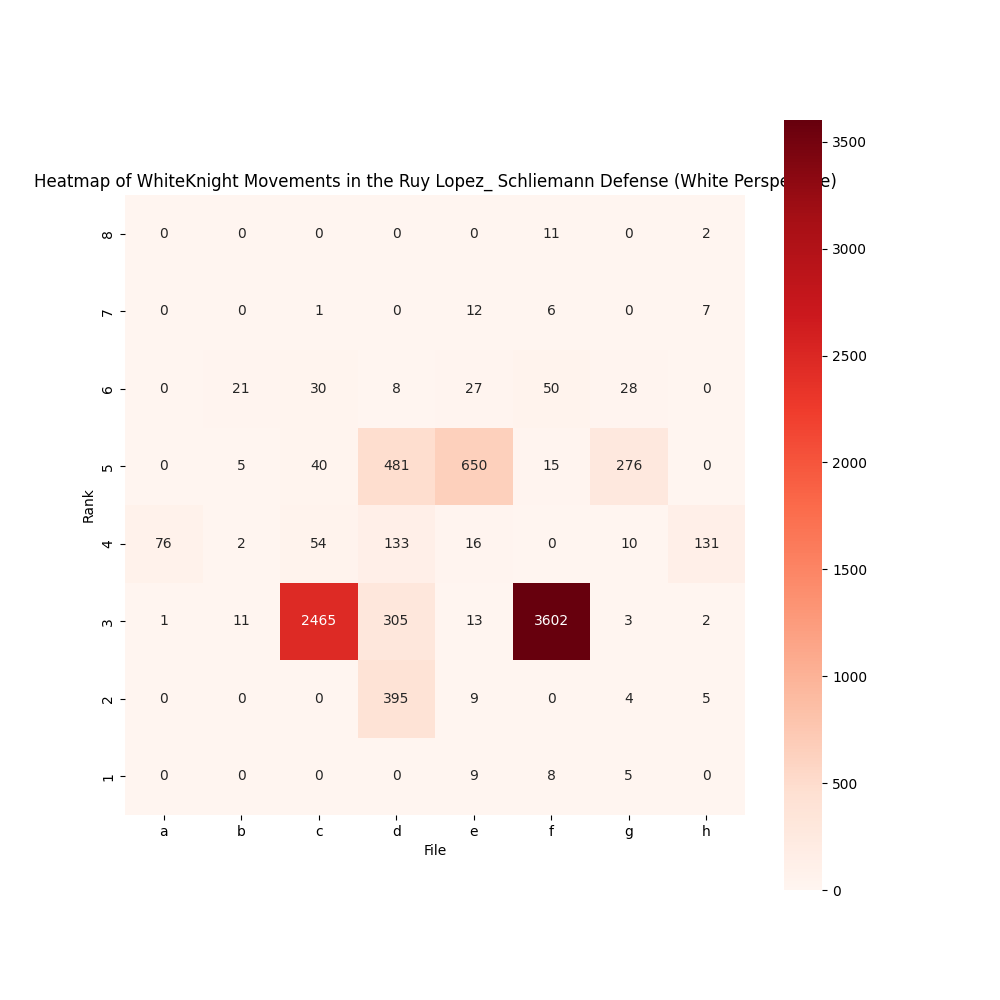 3500
Heatmap of WhiteKnight Movements in the Ruy Lopez_ Schliemann Defense (White Perspective)
8 0 0 0 0 0 11 0 2
3000
7 0 0 1 0 12 6 0 7
2500
6 0 21 30 8 27 50 28 0
5 0 5 40 481 650 15 276 0
2000
Rank
4 76 2 54 133 16 0 10 131
1500
3 1 11 2465 305 13 3602 3 2
1000
2 0 0 0 395 9 0 4 5
500
1 0 0 0 0 9 8 5 0
a b c d e f g h
File
0